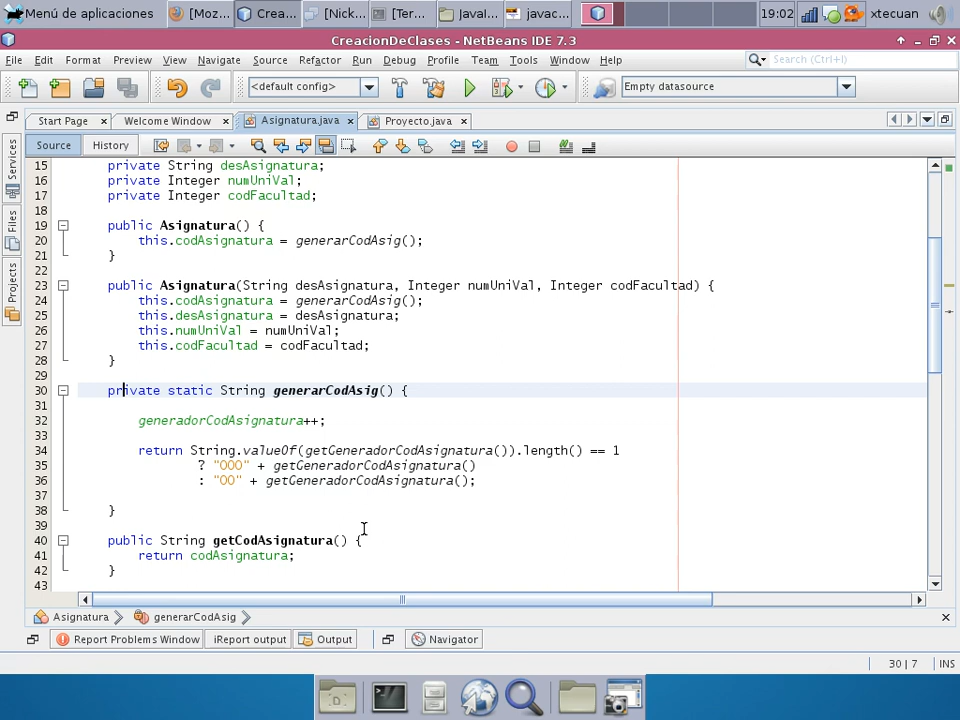 Menú de aplicaciones [Moz... Crea... [Nick... [Ter... JavaI... javac... 19:02 xtecuan
CreacionDeClases - NetBeans IDE 7.3
File Edit Format Preview View Navigate Source Refactor Run Debug Profile Team Tools Window Help Search (Ctrl+I)
<default config> Empty datasource
Start Page Welcome Window Asignatura.java Proyecto.java
Source History
Services
Files
Projects
15 private String desAsignatura;
16 private Integer numUniVal;
17 private Integer codFacultad;
18
19 public Asignatura() {
20 this.codAsignatura = generarCodAsig();
21 }
22
23 public Asignatura(String desAsignatura, Integer numUniVal, Integer codFacultad) {
24 this.codAsignatura = generarCodAsig();
25 this.desAsignatura = desAsignatura;
26 this.numUniVal = numUniVal;
27 this.codFacultad = codFacultad;
28 }
29
30 private static String generarCodAsig() {
31
32 generadorCodAsignatura++;
33
34 return String.valueOf(getGeneradorCodAsignatura()).length() == 1
35 ? "000" + getGeneradorCodAsignatura()
36 : "00" + getGeneradorCodAsignatura();
37
38 }
39
40 public String getCodAsignatura() {
41 return codAsignatura;
42 }
43
Asignatura generarCodAsig
Report Problems Window iReport output Output Navigator
30 | 7 INS